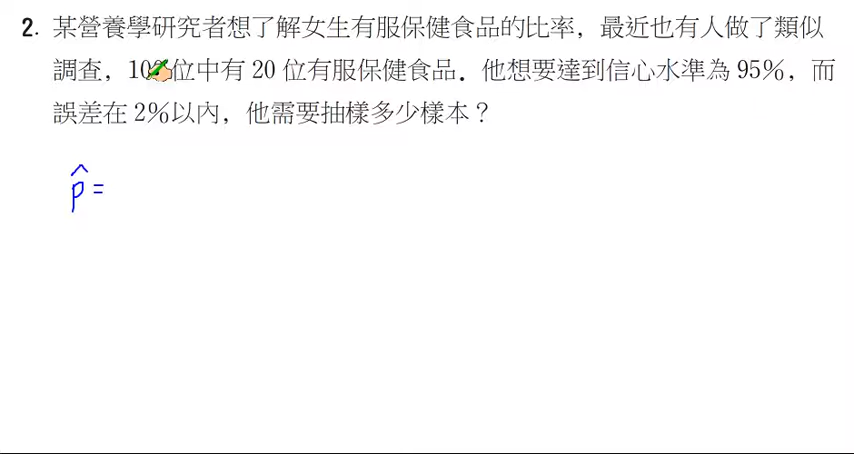 2. 某營養學研究者想了解女生有服保健食品的比率，最近也有人做了類似
調查，10 位中有 20 位有服保健食品．他想要達到信心水準為 95%，而
誤差在 2%以內，他需要抽樣多少樣本？
p̂ =